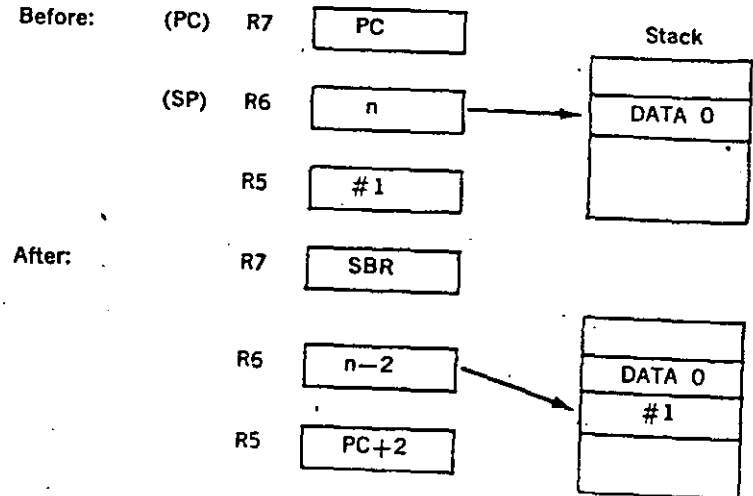 Before: (PC) R7 PC
Stack
(SP) R6 n DATA 0
R5 #1
After: R7 SBR
R6 n—2 DATA 0
#1
R5 PC+2